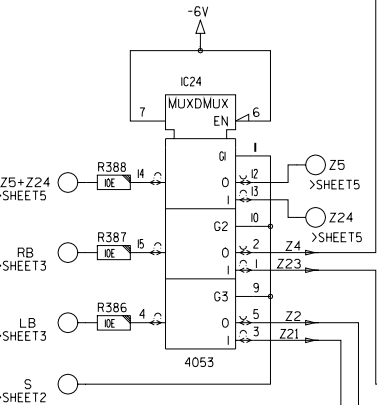 -6V
IC24
MUXDMUX
7 EN 6
G1 1
R388
Z5+Z24 10E 14 0 12 Z5
>SHEET5 >SHEET5
1 13
Z24
G2 10 >SHEET5
R387
RB 10E 15 0 2 Z4
>SHEET3 1 1 Z23
G3 9
R386
LB 10E 4 0 5 Z2
>SHEET3 1 3 Z21
4053
S
>SHEET2